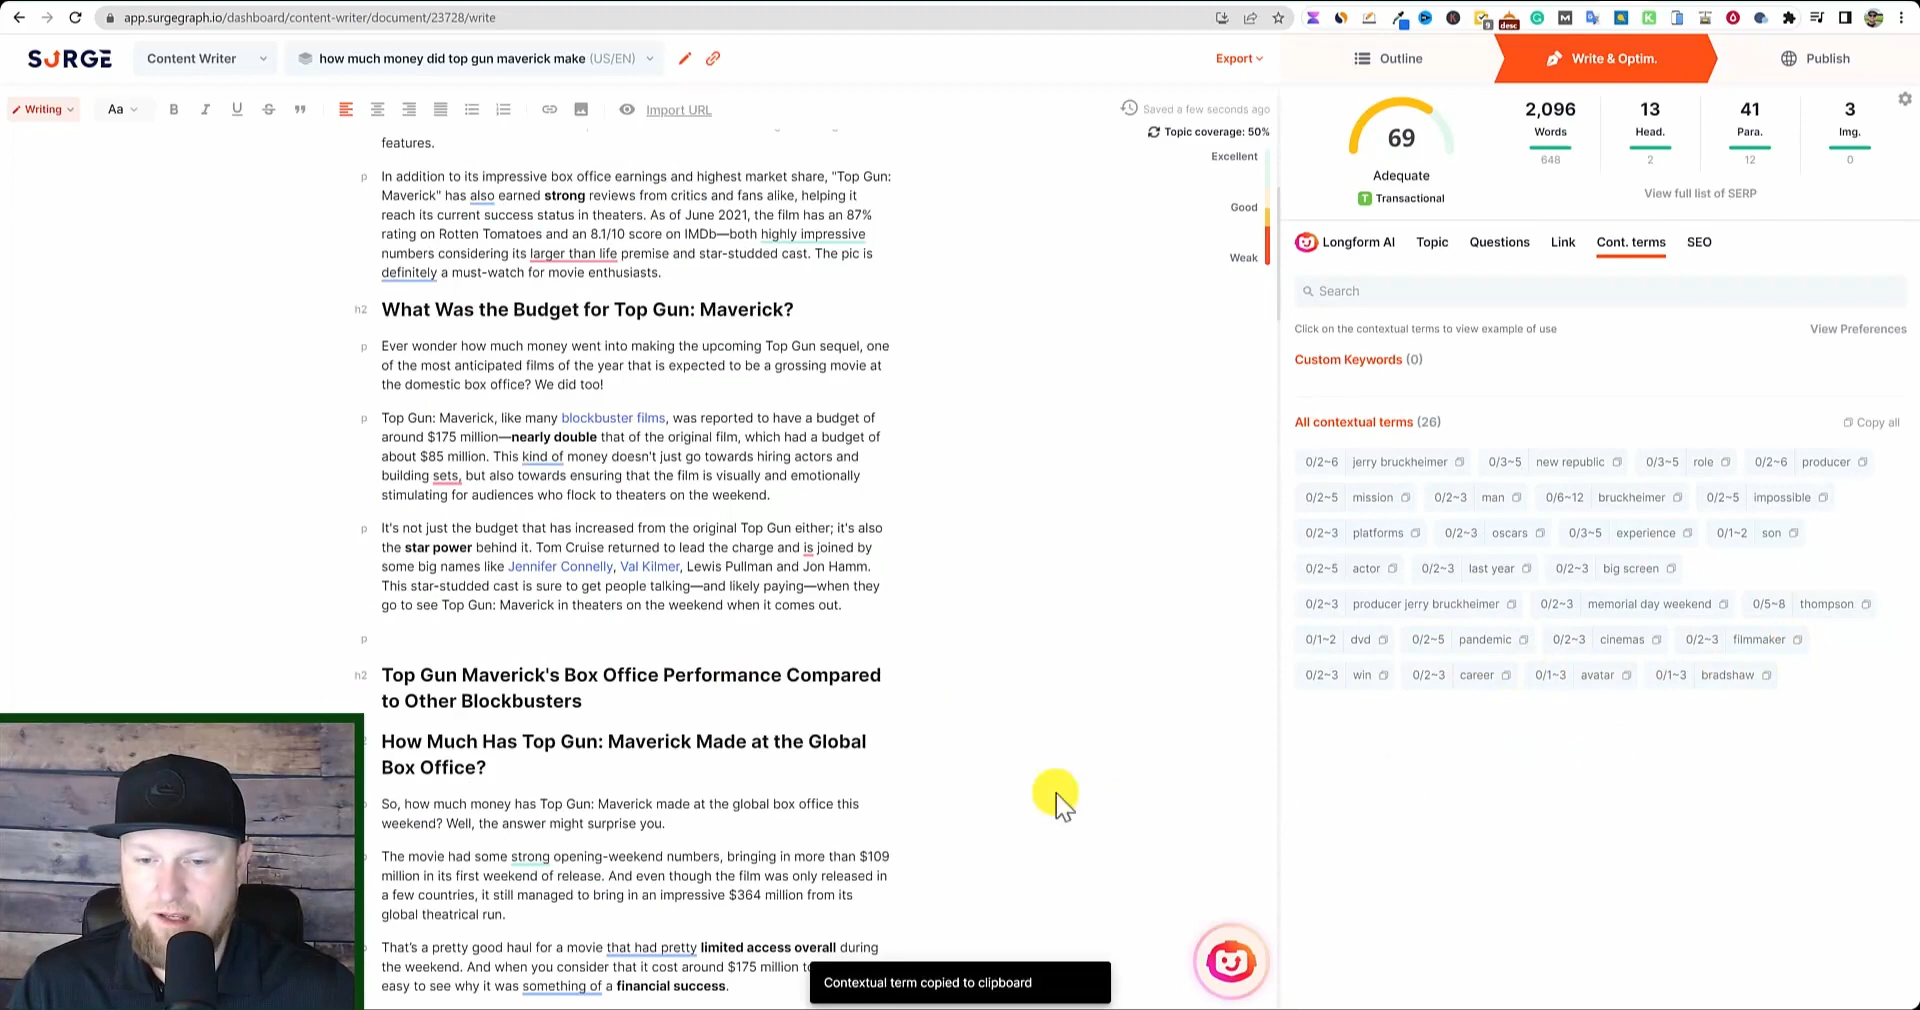 app.surgegraph.io/dashboard/content-writer/document/23728/write
9
desc
SURGE
Content Writer
how much money did top gun maverick make (US/EN)
Export
Outline
Write & Optim.
Publish
Writing
Aa
B I U S
Import URL
Saved a few seconds ago
Topic coverage: 50%
Excellent
Good
Weak
features.
p
In addition to its impressive box office earnings and highest market share, "Top Gun:
Maverick" has also earned strong reviews from critics and fans alike, helping it
reach its current success status in theaters. As of June 2021, the film has an 87%
rating on Rotten Tomatoes and an 8.1/10 score on IMDb—both highly impressive
numbers considering its larger than life premise and star-studded cast. The pic is
definitely a must-watch for movie enthusiasts.
h2
What Was the Budget for Top Gun: Maverick?
p
Ever wonder how much money went into making the upcoming Top Gun sequel, one
of the most anticipated films of the year that is expected to be a grossing movie at
the domestic box office? We did too!
p
Top Gun: Maverick, like many blockbuster films, was reported to have a budget of
around $175 million—nearly double that of the original film, which had a budget of
about $85 million. This kind of money doesn't just go towards hiring actors and
building sets, but also towards ensuring that the film is visually and emotionally
stimulating for audiences who flock to theaters on the weekend.
p
It's not just the budget that has increased from the original Top Gun either; it's also
the star power behind it. Tom Cruise returned to lead the charge and is joined by
some big names like Jennifer Connelly, Val Kilmer, Lewis Pullman and Jon Hamm.
This star-studded cast is sure to get people talking—and likely paying—when they
go to see Top Gun: Maverick in theaters on the weekend when it comes out.
p
h2
Top Gun Maverick's Box Office Performance Compared
to Other Blockbusters
How Much Has Top Gun: Maverick Made at the Global
Box Office?
So, how much money has Top Gun: Maverick made at the global box office this
weekend? Well, the answer might surprise you.
The movie had some strong opening-weekend numbers, bringing in more than $109
million in its first weekend of release. And even though the film was only released in
a few countries, it still managed to bring in an impressive $364 million from its
global theatrical run.
That's a pretty good haul for a movie that had pretty limited access overall during
the weekend. And when you consider that it cost around $175 million to
easy to see why it was something of a financial success.
Contextual term copied to clipboard
69
Adequate
T Transactional
2,096 13 41 3
Words Head. Para. Img.
648 2 12 0
View full list of SERP
Longform AI Topic Questions Link Cont. terms SEO
Search
Click on the contextual terms to view example of use
View Preferences
Custom Keywords (0)
All contextual terms (26)
Copy all
0/2~6 jerry bruckheimer 0/3~5 new republic 0/3~5 role 0/2~6 producer
0/2~5 mission 0/2~3 man 0/6~12 bruckheimer 0/2~5 impossible
0/2~3 platforms 0/2~3 oscars 0/3~5 experience 0/1~2 son
0/2~5 actor 0/2~3 last year 0/2~3 big screen
0/2~3 producer jerry bruckheimer 0/2~3 memorial day weekend 0/5~8 thompson
0/1~2 dvd 0/2~5 pandemic 0/2~3 cinemas 0/2~3 filmmaker
0/2~3 win 0/2~3 career 0/1~3 avatar 0/1~3 bradshaw